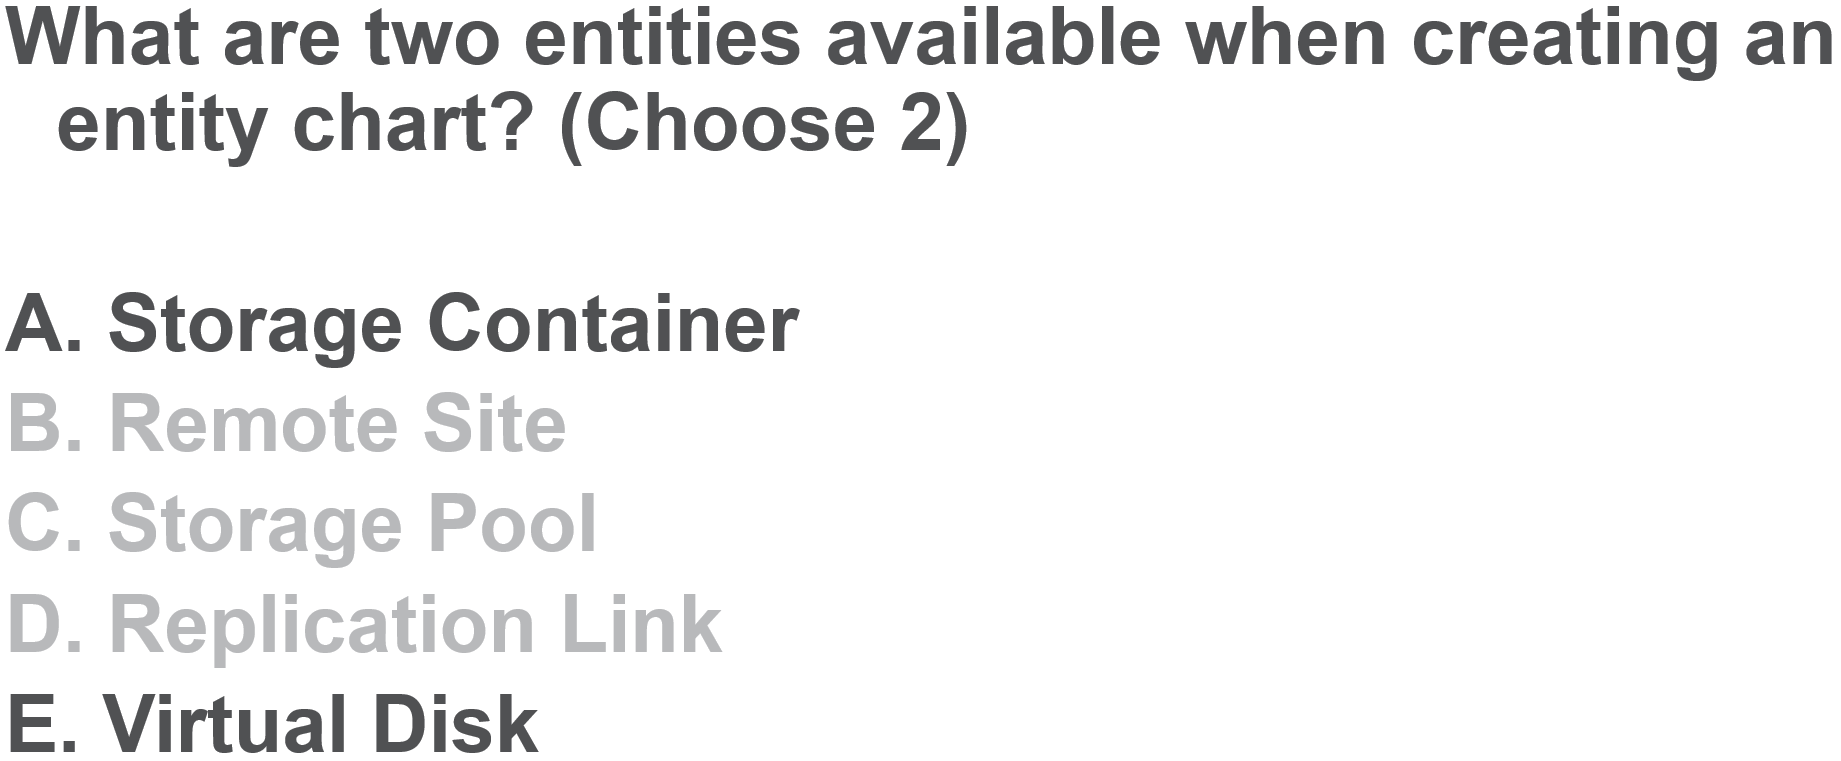 What are two entities available when creating an
entity chart? (Choose 2)
A. Storage Container
B. Remote Site
C. Storage Pool
D. Replication Link
E. Virtual Disk